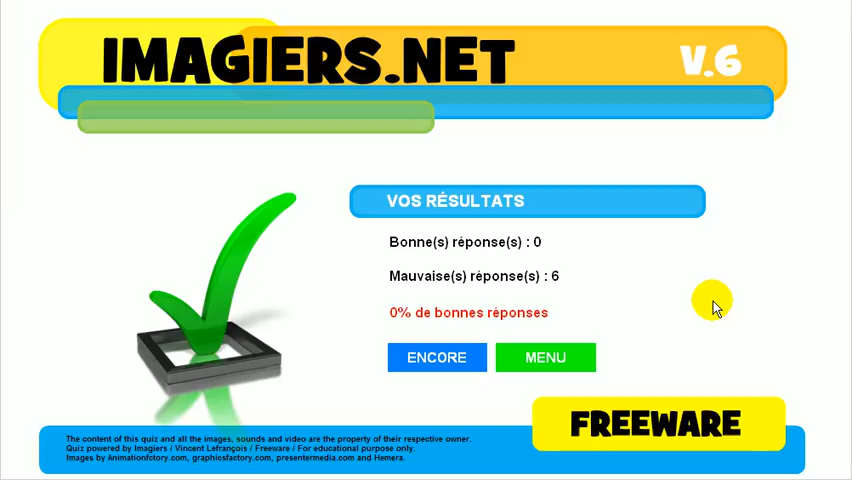 IMAGIERS.NET
V.6
VOS RÉSULTATS
Bonne(s) réponse(s) : 0
Mauvaise(s) réponse(s) : 6
0% de bonnes réponses
ENCORE
MENU
FREEWARE
The content of this quiz and all the images, sounds and video are the property of their respective owner.
Quiz powered by Imagiers / Vincent Lefrançois / Freeware / For educational purpose only.
Images by Animationfctory.com, graphicsfactory.com, presentermedia.com and Hemera.